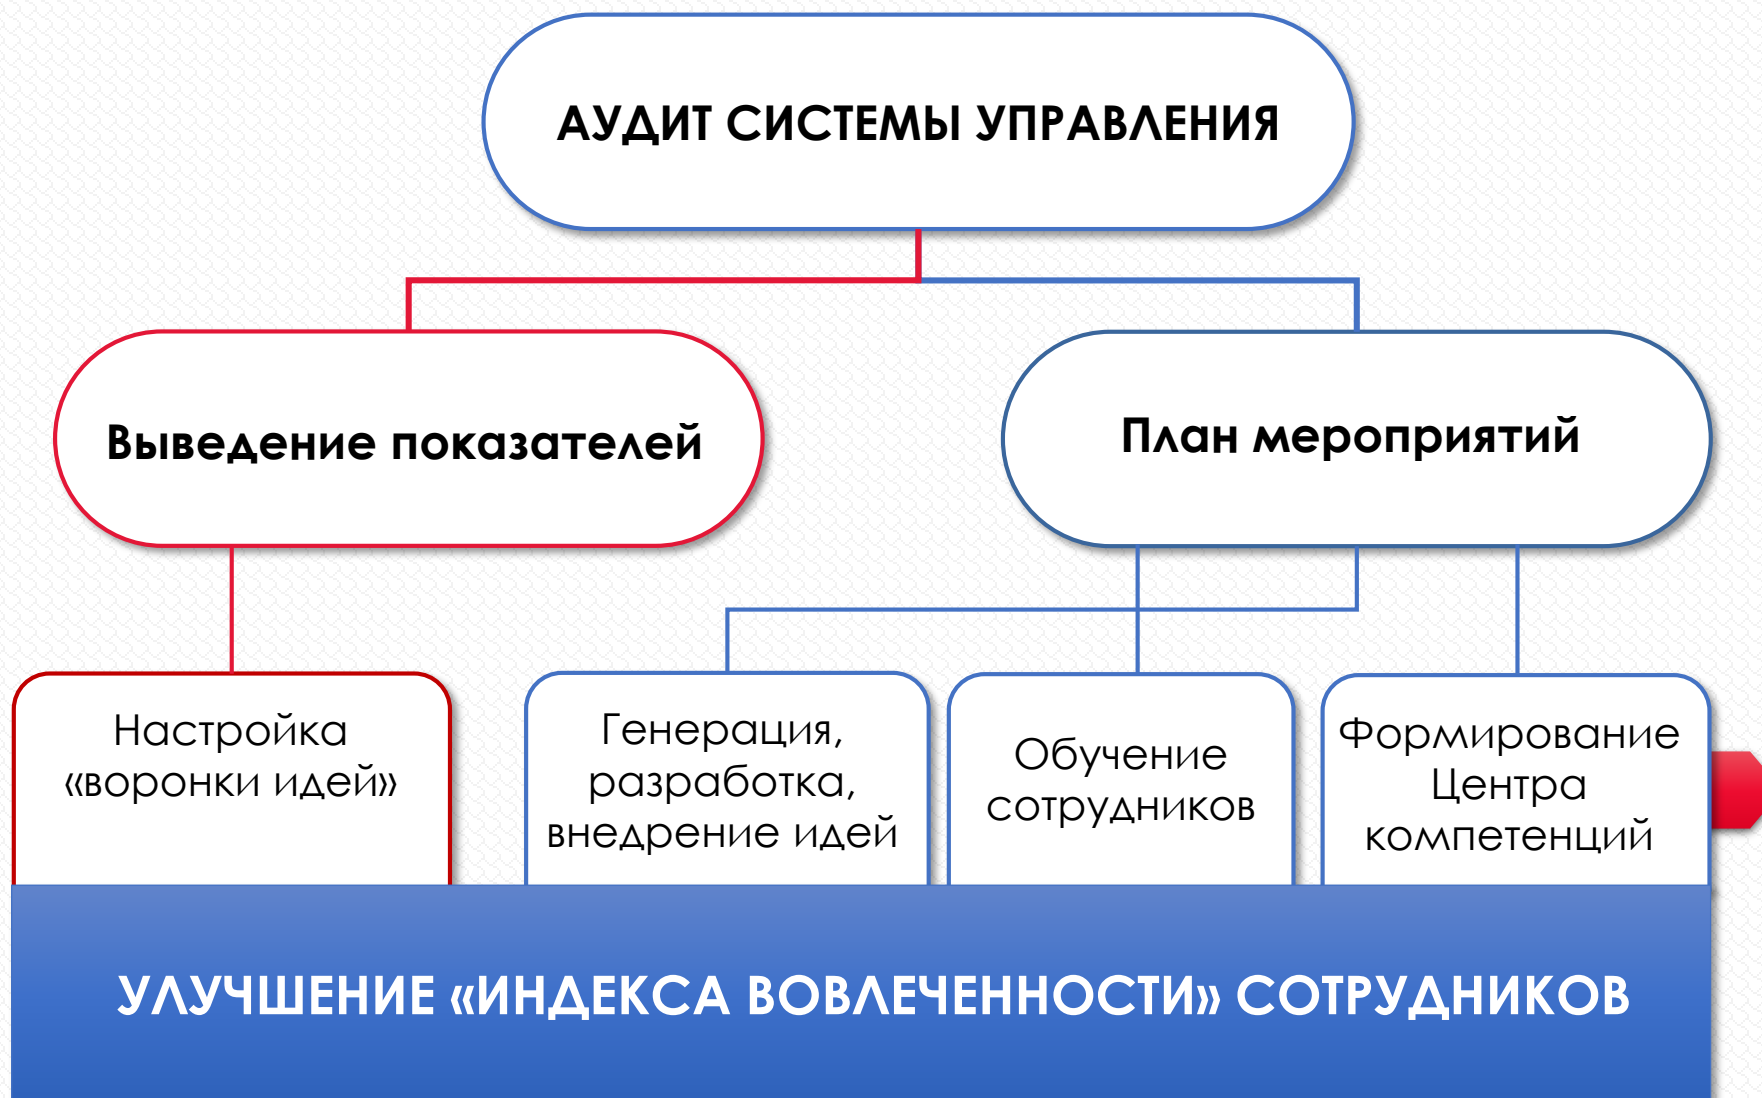 АУДИТ СИСТЕМЫ УПРАВЛЕНИЯ
Выведение показателей
План мероприятий
Настройка
«воронки идей»
Генерация,
разработка,
внедрение идей
Обучение
сотрудников
Формирование
Центра
компетенций
УЛУЧШЕНИЕ «ИНДЕКСА ВОВЛЕЧЕННОСТИ» СОТРУДНИКОВ